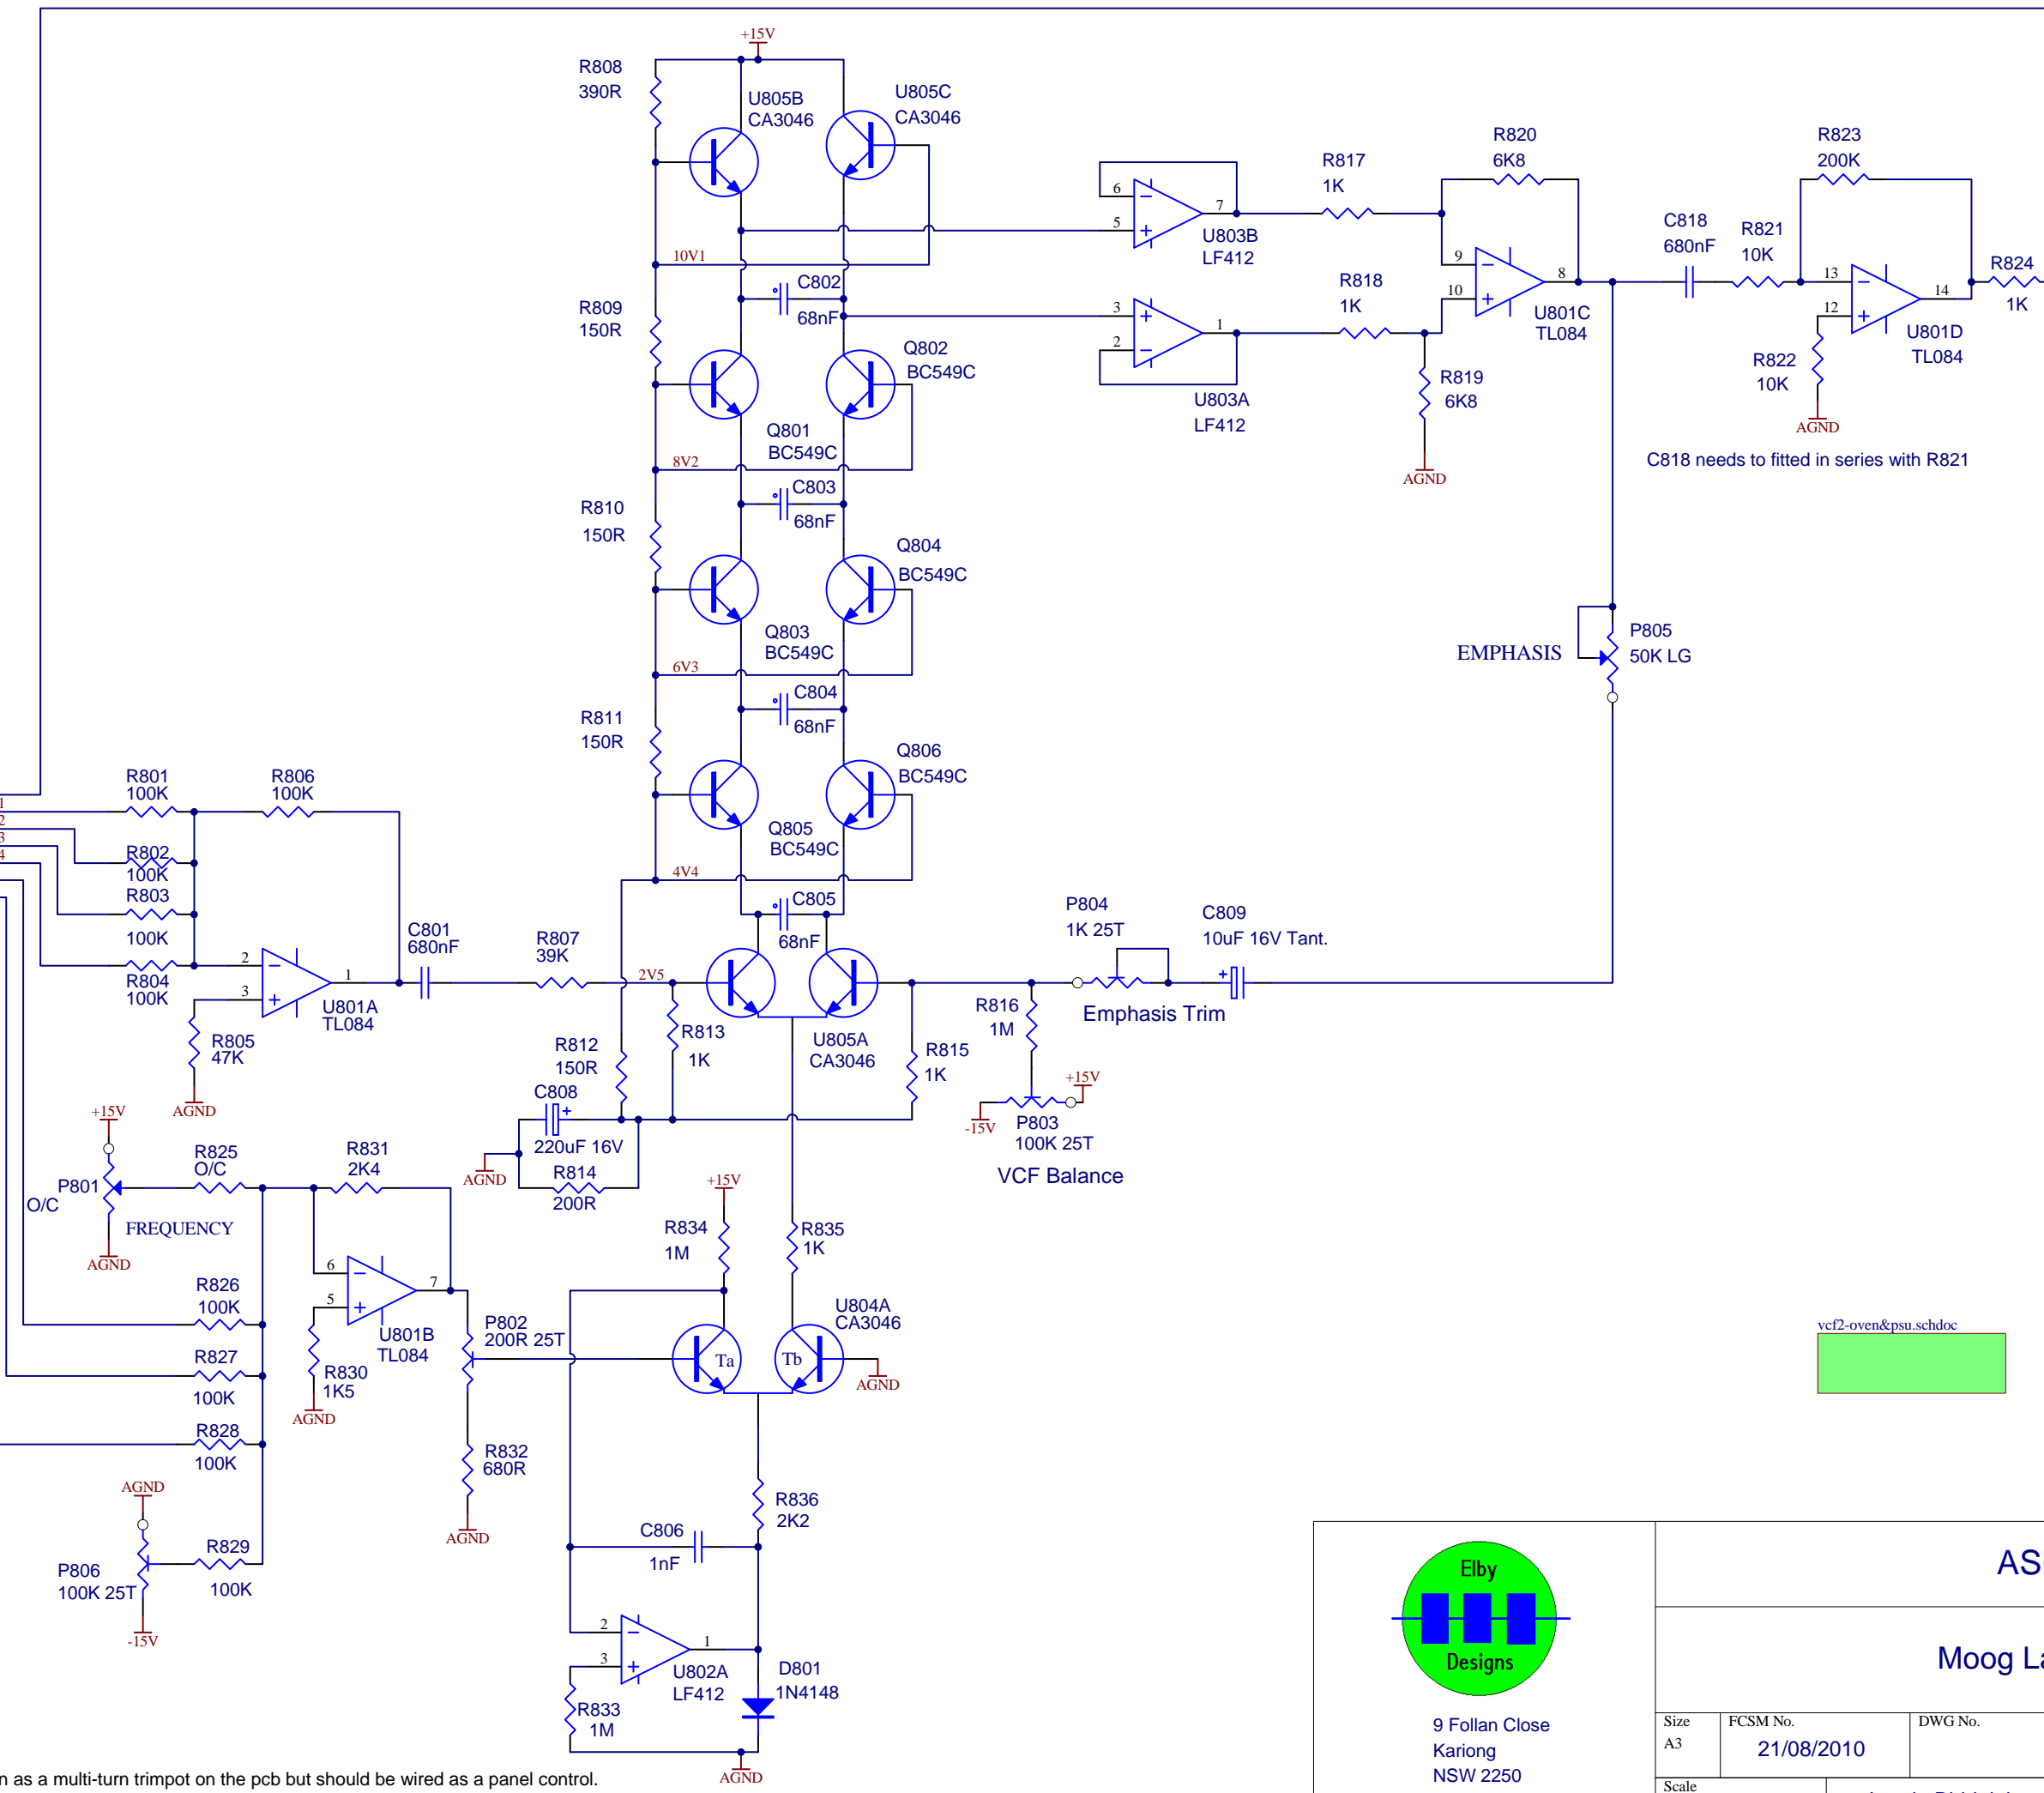 +15V
R808
390R
U805B
CA3046
U805C
CA3046
10V1
C802
68nF
R809
150R
Q802
BC549C
Q801
BC549C
8V2
C803
68nF
R810
150R
Q804
BC549C
Q803
BC549C
6V3
C804
68nF
R811
150R
Q806
BC549C
Q805
BC549C
4V4
C805
68nF
6
5
7
U803B
LF412
3
2
1
U803A
LF412
R817
1K
R818
1K
R819
6K8
AGND
R820
6K8
9
10
8
U801C
TL084
C818
680nF
R821
10K
R823
200K
13
12
14
U801D
TL084
R822
10K
AGND
R824
1K
C818 needs to fitted in series with R821
EMPHASIS
P805
50K LG
1
2
3
4
R801
100K
R806
100K
R802
100K
R803
100K
R804
100K
2
3
1
U801A
TL084
R805
47K
AGND
C801
680nF
R807
39K
2V5
R813
1K
U805A
CA3046
R812
150R
C808
220uF 16V
AGND
R814
200R
R815
1K
R816
1M
P804
1K 25T
Emphasis Trim
C809
10uF 16V Tant.
+15V
-15V
P803
100K 25T
VCF Balance
+15V
P801
O/C
FREQUENCY
AGND
R825
O/C
R831
2K4
R826
100K
R827
100K
R828
100K
6
5
7
U801B
TL084
R830
1K5
AGND
P802
200R 25T
R832
680R
AGND
AGND
P806
100K 25T
-15V
R829
100K
+15V
R834
1M
R835
1K
U804A
CA3046
Ta
Tb
AGND
R836
2K2
C806
1nF
2
3
1
U802A
LF412
R833
1M
D801
1N4148
AGND
vcf2-oven&psu.schdoc
n as a multi-turn trimpot on the pcb but should be wired as a panel control.
Elby
Designs
9 Follan Close
Kariong
NSW 2250
AS
Moog La
Size
A3
FCSM No.
21/08/2010
DWG No.
Scale